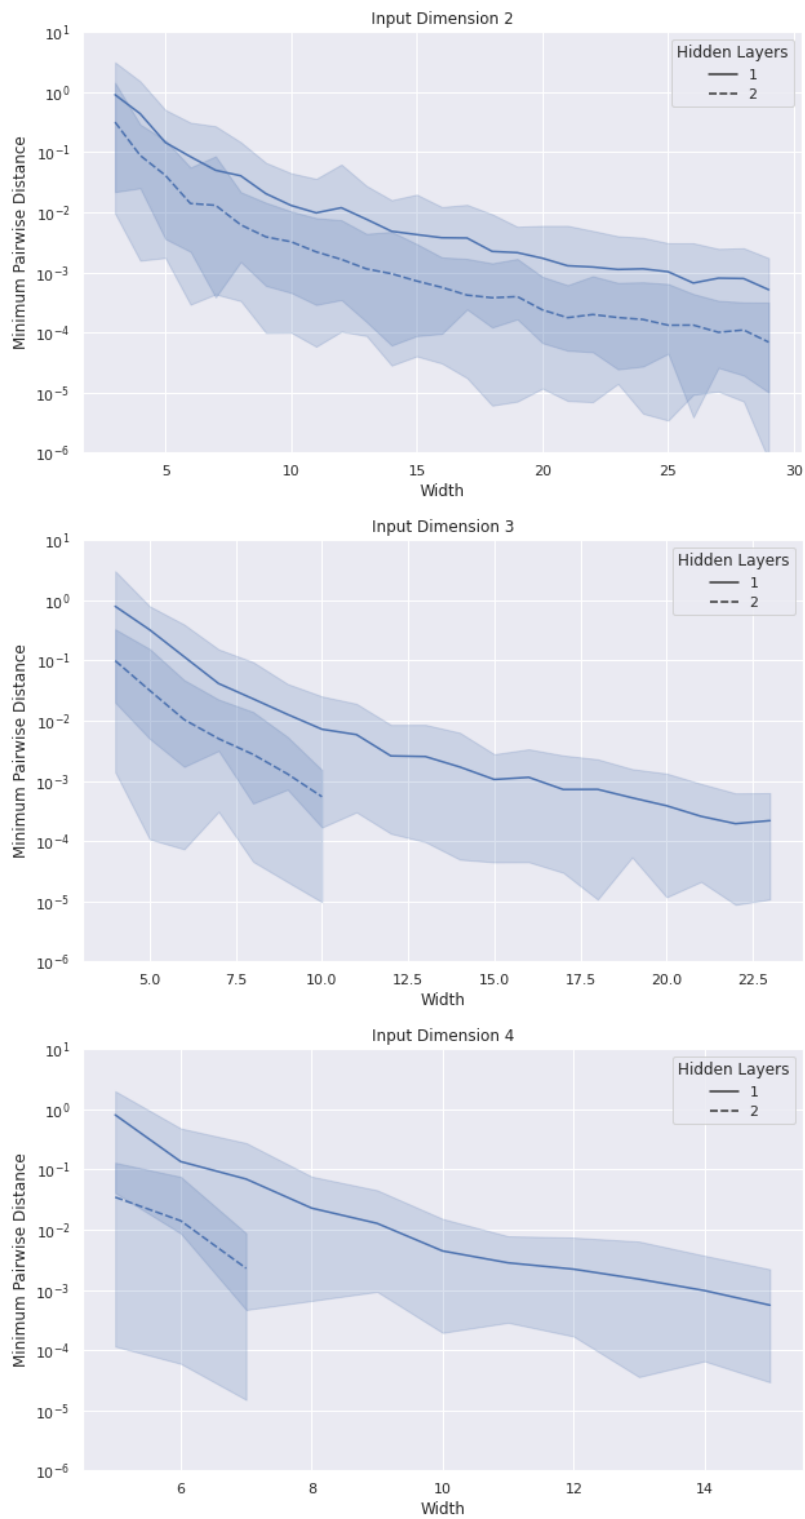 Input Dimension 2
10^1
10^0
10^-1
10^-2
10^-3
10^-4
10^-5
10^-6
Minimum Pairwise Distance
Hidden Layers
1
2
5 10 15 20 25 30
Width
Input Dimension 3
10^1
10^0
10^-1
10^-2
10^-3
10^-4
10^-5
10^-6
Minimum Pairwise Distance
Hidden Layers
1
2
5.0 7.5 10.0 12.5 15.0 17.5 20.0 22.5
Width
Input Dimension 4
10^1
10^0
10^-1
10^-2
10^-3
10^-4
10^-5
10^-6
Minimum Pairwise Distance
Hidden Layers
1
2
6 8 10 12 14
Width